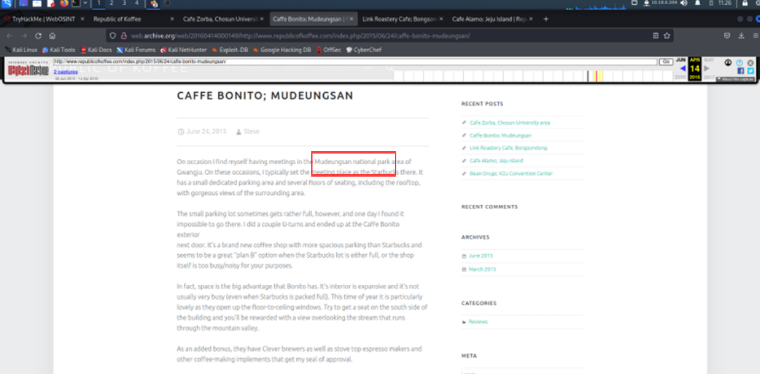 TryHackMe | WebOSINT
Republic of Koffee
Cafe Zorba, Chosun Universit
Caffe Bonito; Mudeungsan |
Link Roastery Cafe; Bongson
Cafe Alamo; Jeju Island | Rep
1 2 3 4
11:26
web.archive.org/web/20160414000149/http://www.republicofkoffee.com/index.php/2015/06/24/caffe-bonito-mudeungsan/
Kali Linux Kali Tools Kali Docs Kali Forums Kali NetHunter Exploit-DB Google Hacking DB OffSec CyberChef
http://www.republicofkoffee.com/index.php/2015/06/24/caffe-bonito-mudeungsan/
Go
JUN APR
14
2 captures
2016
CAFFE BONITO; MUDEUNGSAN
June 24, 2015 Steve
On occasion I find myself having meetings in the Mudeungsan national park area of
Gwangju. On these occasions, I typically set the meeting place as the Starbucks there. It
has a small dedicated parking area and several floors of seating, including the rooftop,
with gorgeous views of the surrounding area.
The small parking lot sometimes gets rather full, however, and one day I found it
impossible to go there. I did a couple U-turns and ended up at the Caffe Bonito
exterior
next door. It's a brand new coffee shop with more spacious parking than Starbucks and
seems to be a great "plan B" option when the Starbucks lot is either full, or the shop
itself is too busy/noisy for your purposes.
In fact, space is the big advantage that Bonito has. It's interior is expansive and it's not
usually very busy (even when Starbucks is packed full). This time of year it is particularly
lovely as they open up the floor-to-ceiling windows. Try to get a seat on the south side of
the building and you'll be rewarded with a view overlooking the stream that runs
through the mountain valley.
As an added bonus, they have Clever brewers as well as stove top espresso makers and
other coffee-making implements that get my seal of approval.
RECENT POSTS
Cafe Zorba, Chosun University area
Caffe Bonito; Mudeungsan
Link Roastery Cafe; Bongseondong
Cafe Alamo; Jeju Island
Bean Drugs; KDJ Convention Center
RECENT COMMENTS
ARCHIVES
June 2015
March 2015
CATEGORIES
Reviews
META